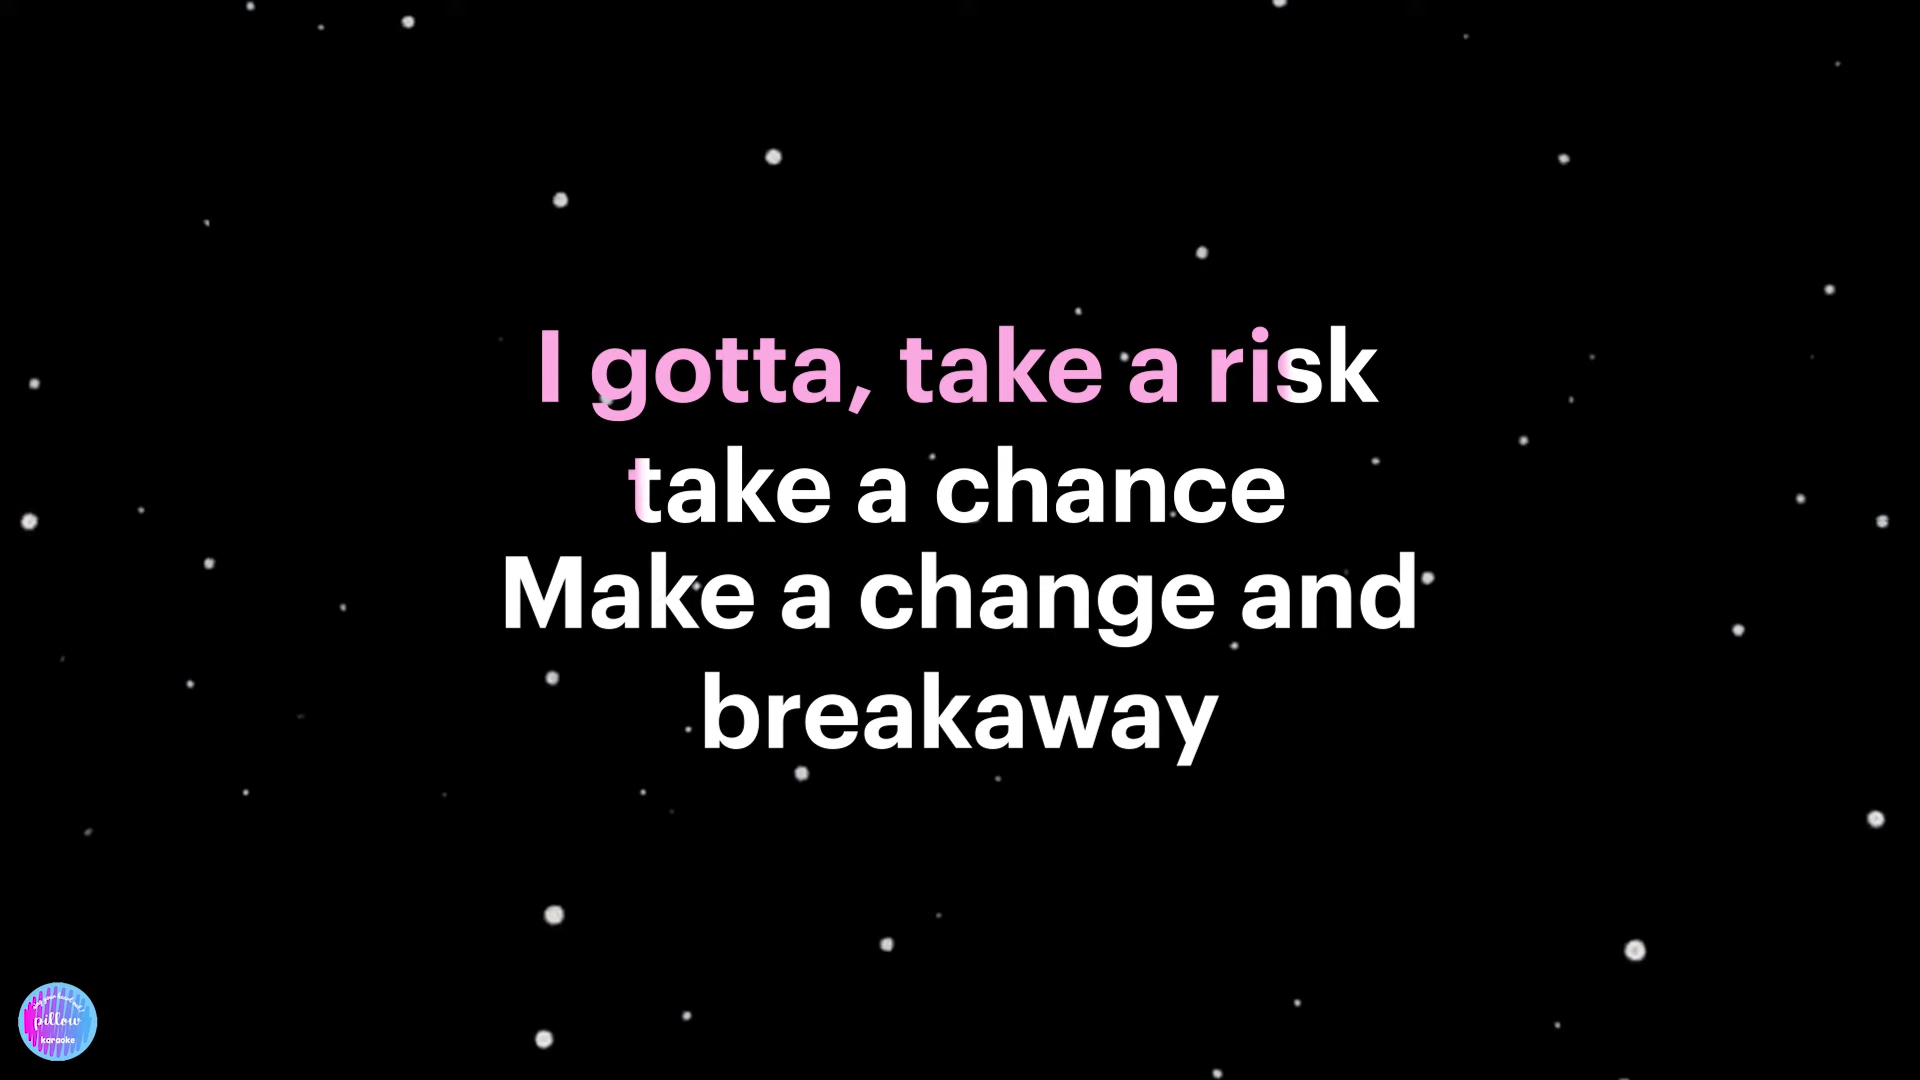 I gotta, take a risk
take a chance
Make a change and
breakaway
pillow
karaoke